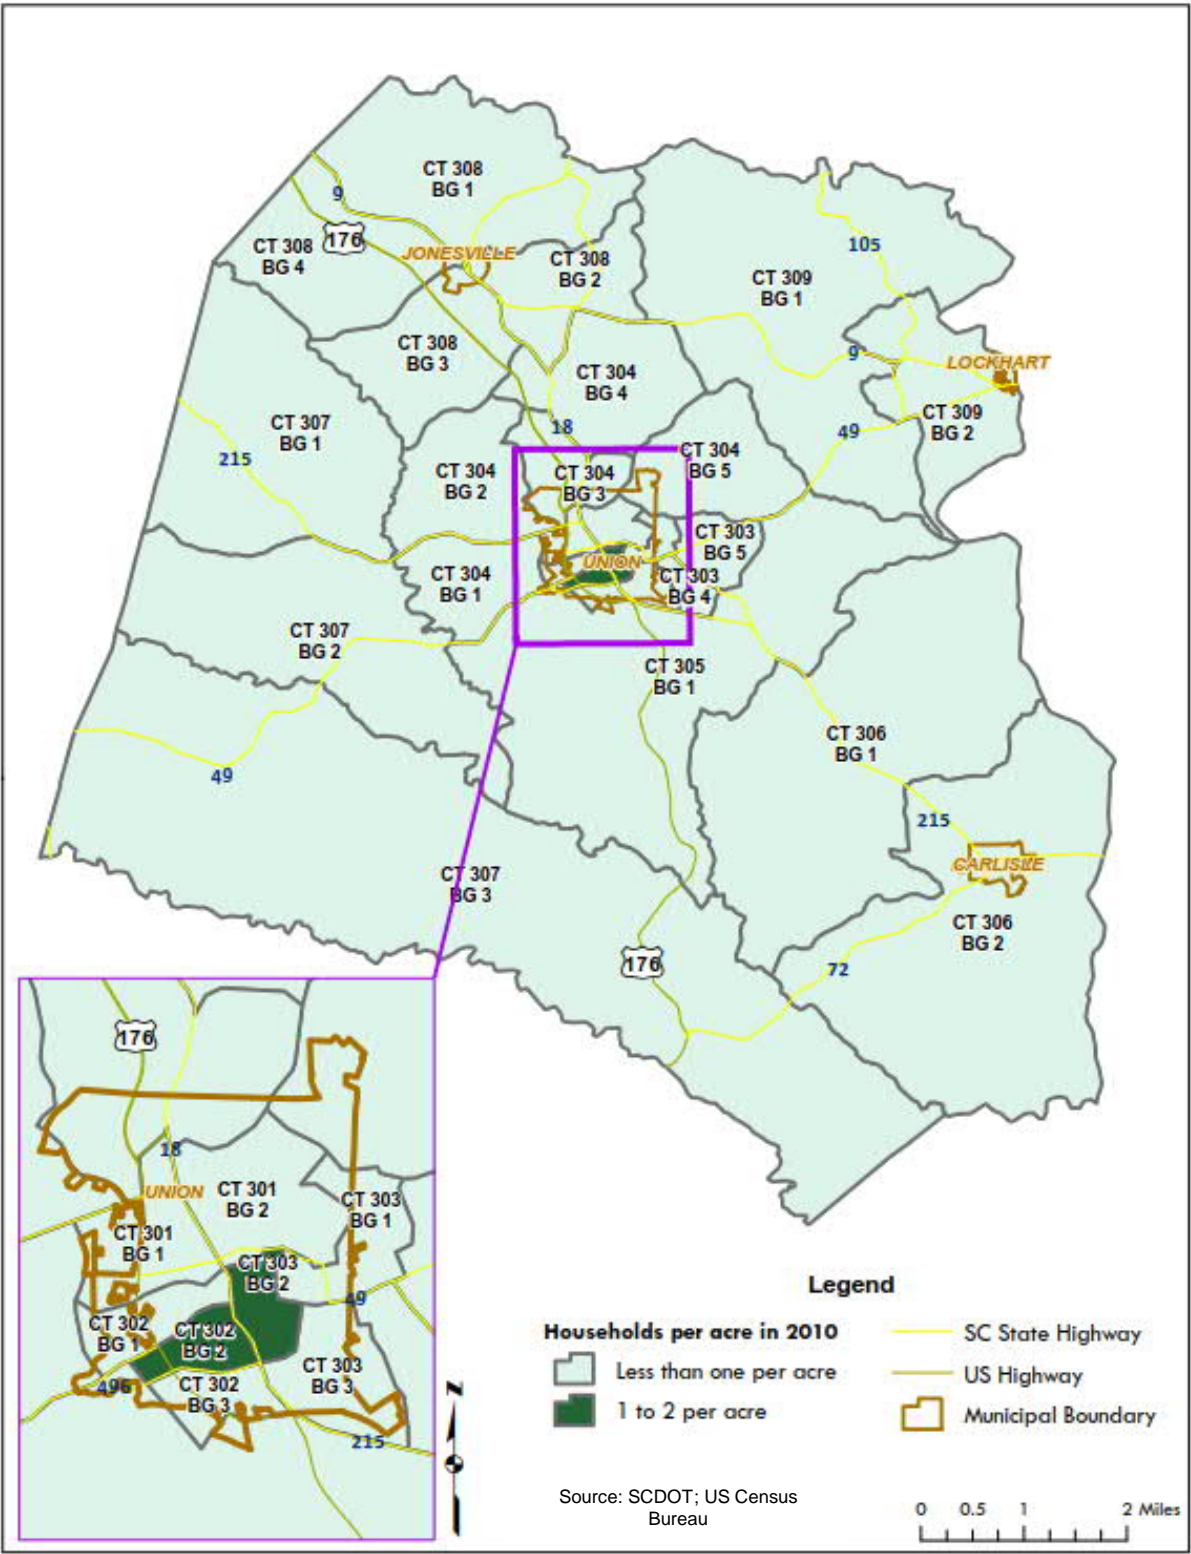 CT 308
BG 1
9
176
CT 308
BG 4
JONESVILLE
CT 308
BG 2
105
CT 309
BG 1
CT 308
BG 3
9
LOCKHART
CT 304
BG 4
CT 309
BG 2
CT 307
BG 1
18
49
215
CT 304
BG 2
CT 304
BG 3
CT 304
BG 5
CT 303
BG 5
UNION
CT 304
BG 1
CT 303
BG 4
CT 307
BG 2
CT 305
BG 1
CT 306
BG 1
49
215
CARLISLE
CT 307
BG 3
CT 306
BG 2
176
72
176
18
UNION
CT 301
BG 2
CT 303
BG 1
CT 301
BG 1
CT 303
BG 2
49
CT 302
BG 1
CT 302
BG 2
CT 303
BG 3
496
CT 302
BG 3
215
Legend
Households per acre in 2010
Less than one per acre
1 to 2 per acre
SC State Highway
US Highway
Municipal Boundary
Z
Source: SCDOT; US Census
Bureau
0 0.5 1 2 Miles